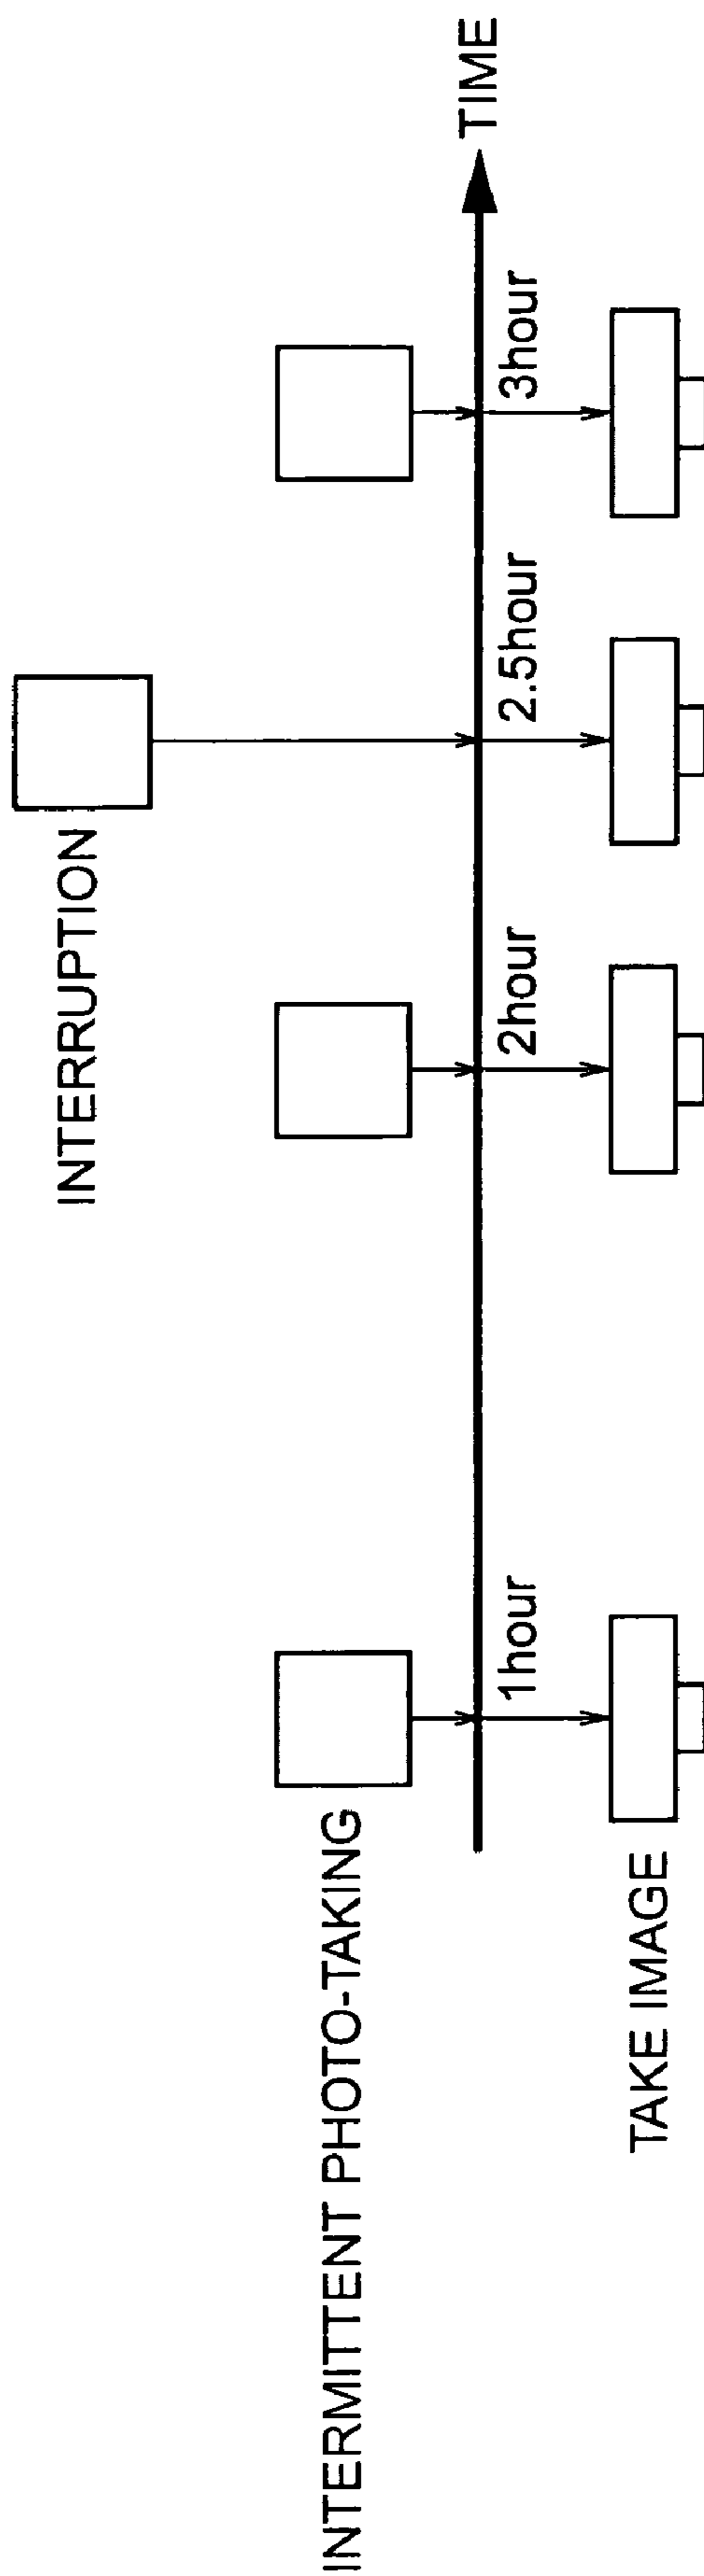 INTERRUPTION
INTERMITTENT PHOTO-TAKING
TIME
1hour
2hour
2.5hour
3hour
TAKE IMAGE